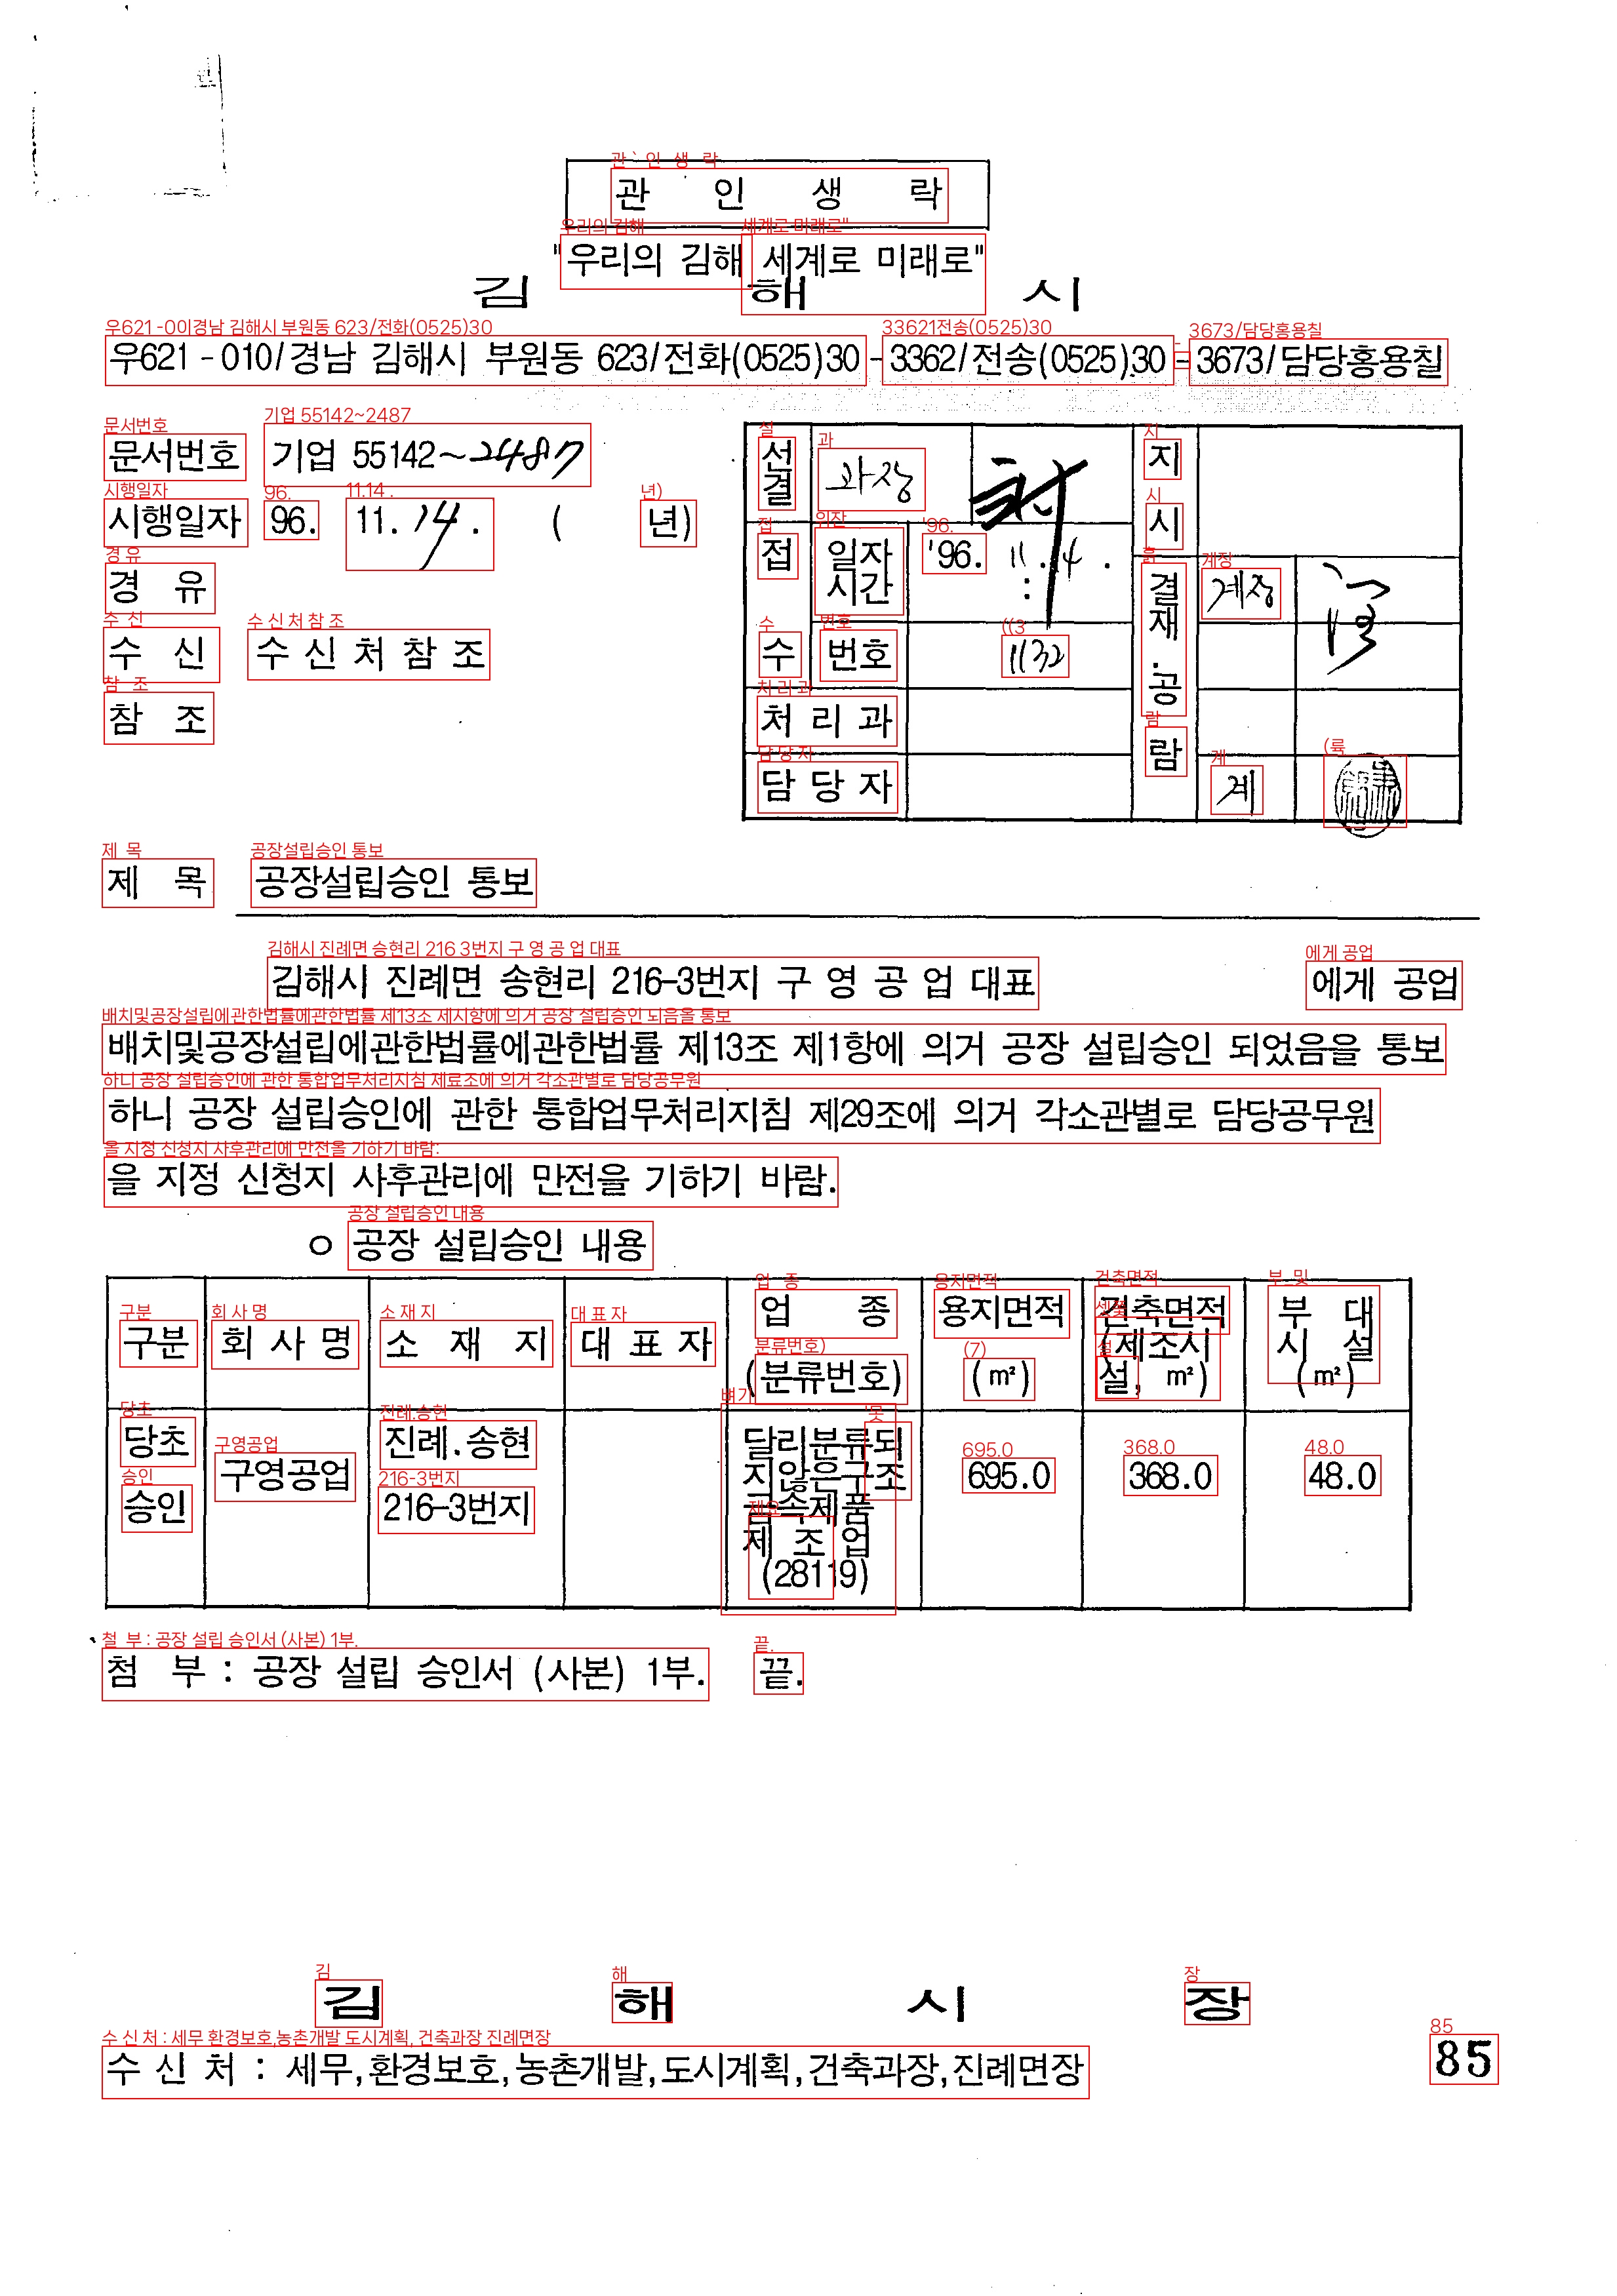 관 인 생 략
"우리의 김해 세계로 미래로"
김 해 시
우621-010/경남 김해시 부원동 623/전화(0525)30-3362/전송(0525)30-3673/담당홍용칠
문서번호 기업 55142~2487
시행일자 96. 11. 14. ( 년)
경 유
수 신 수 신 처 참 조
참 조
선결 과장 지시
접수 일자 시간 '96. 11. 14. :
번호 1132
처 리 과
담 당 자
결재·공람 계장
계
제 목 공장설립승인 통보
김해시 진례면 송현리 216-3번지 구 영 공 업 대표 에게 공업
배치및공장설립에관한법률에관한법률 제13조 제1항에 의거 공장 설립승인 되었음을 통보
하니 공장 설립승인에 관한 통합업무처리지침 제29조에 의거 각소관별로 담당공무원
을 지정 신청지 사후관리에 만전을 기하기 바람.
ㅇ 공장 설립승인 내용
구분 회 사 명 소 재 지 대 표 자 업 종 (분류번호) 용지면적 (㎡) 건축면적 (제조시설, ㎡) 부 대 시 설 (㎡)
당초 승인 구영공업 진례.송현 216-3번지 달리분류되지않은구조금속제품제 조 업 (28119) 695.0 368.0 48.0
첨 부 : 공장 설립 승인서 (사본) 1부. 끝.
김 해 시 장
수 신 처 : 세무,환경보호,농촌개발,도시계획,건축과장,진례면장
85